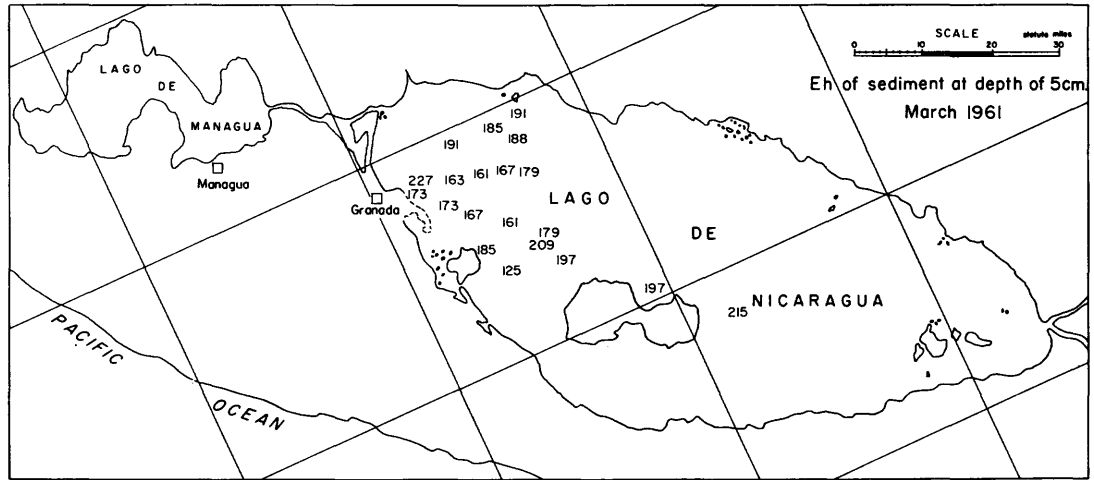 SCALE statute miles
0 10 20 30
Eh of sediment at depth of 5cm.
March 1961
LAGO
DE
MANAGUA
Managua
Granada
191
185
188
191
167
179
161
163
227
173
173
167
161
179
209
197
185
125
197
215
LAGO
DE
NICARAGUA
PACIFIC
OCEAN